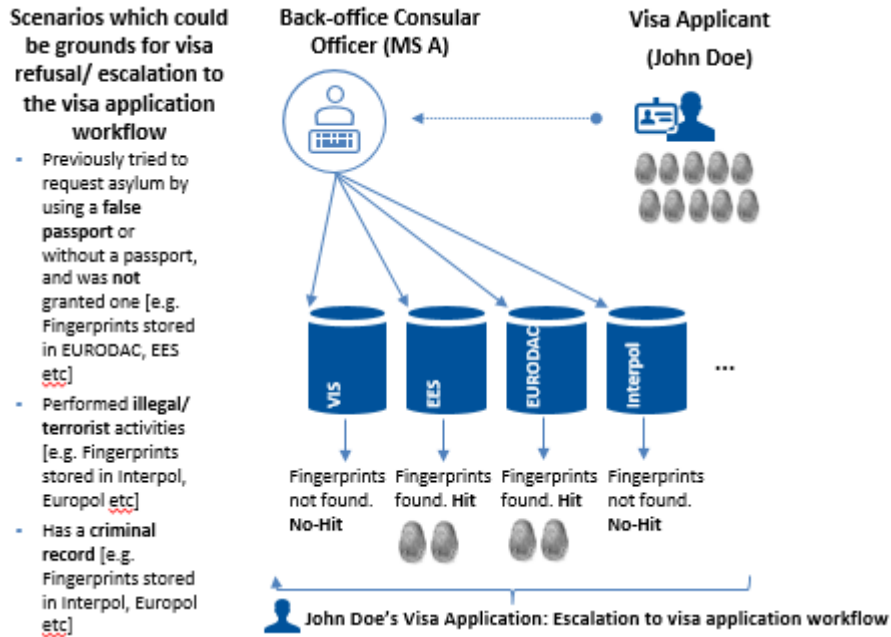 Scenarios which could
be grounds for visa
refusal/ escalation to
the visa application
workflow
- Previously tried to
request asylum by
using a false
passport or
without a passport,
and was not
granted one [e.g.
Fingerprints stored
in EURODAC, EES
etc]
- Performed illegal/
terrorist activities
[e.g. Fingerprints
stored in Interpol,
Europol etc]
- Has a criminal
record [e.g.
Fingerprints stored
in Interpol, Europol
etc]
Back-office Consular
Officer (MS A)
Visa Applicant
(John Doe)
VIS
EES
EURODAC
Interpol
...
Fingerprints
not found.
No-Hit
Fingerprints
found. Hit
Fingerprints
found. Hit
Fingerprints
not found.
No-Hit
John Doe's Visa Application: Escalation to visa application workflow